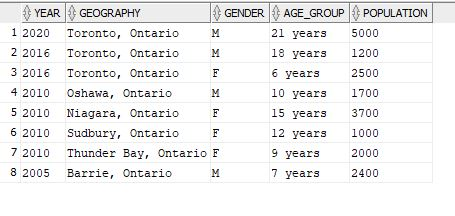 YEAR GEOGRAPHY GENDER AGE_GROUP POPULATION
1 2020 Toronto, Ontario M 21 years 5000
2 2016 Toronto, Ontario M 18 years 1200
3 2016 Toronto, Ontario F 6 years 2500
4 2010 Oshawa, Ontario M 10 years 1700
5 2010 Niagara, Ontario F 15 years 3700
6 2010 Sudbury, Ontario F 12 years 1000
7 2010 Thunder Bay, Ontario F 9 years 2000
8 2005 Barrie, Ontario M 7 years 2400